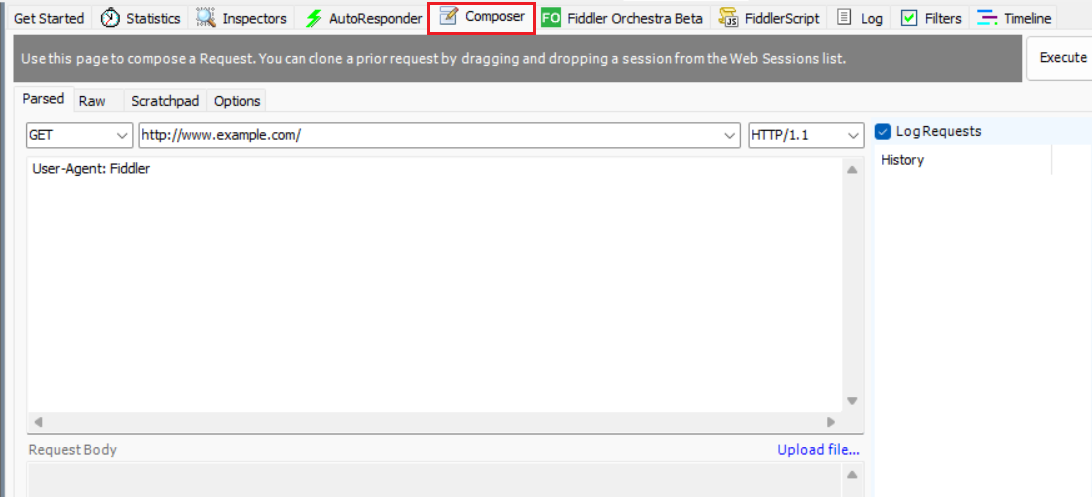 Get Started Statistics Inspectors AutoResponder Composer FO Fiddler Orchestra Beta JS FiddlerScript Log Filters Timeline
Use this page to compose a Request. You can clone a prior request by dragging and dropping a session from the Web Sessions list. Execute
Parsed Raw Scratchpad Options
GET http://www.example.com/ HTTP/1.1 Log Requests
User-Agent: Fiddler History
Request Body Upload file...